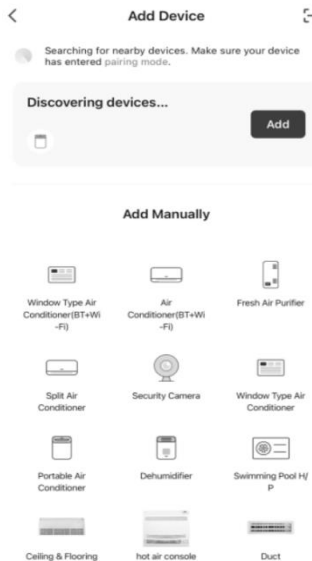 Add Device
Searching for nearby devices. Make sure your device
has entered pairing mode.
Discovering devices...
Add
Add Manually
Window Type Air
Conditioner(BT+Wi
-Fi)
Air
Conditioner(BT+Wi
-Fi)
Fresh Air Purifier
Split Air
Conditioner
Security Camera
Window Type Air
Conditioner
Portable Air
Conditioner
Dehumidifier
Swimming Pool H/
P
Ceiling & Flooring
hot air console
Duct